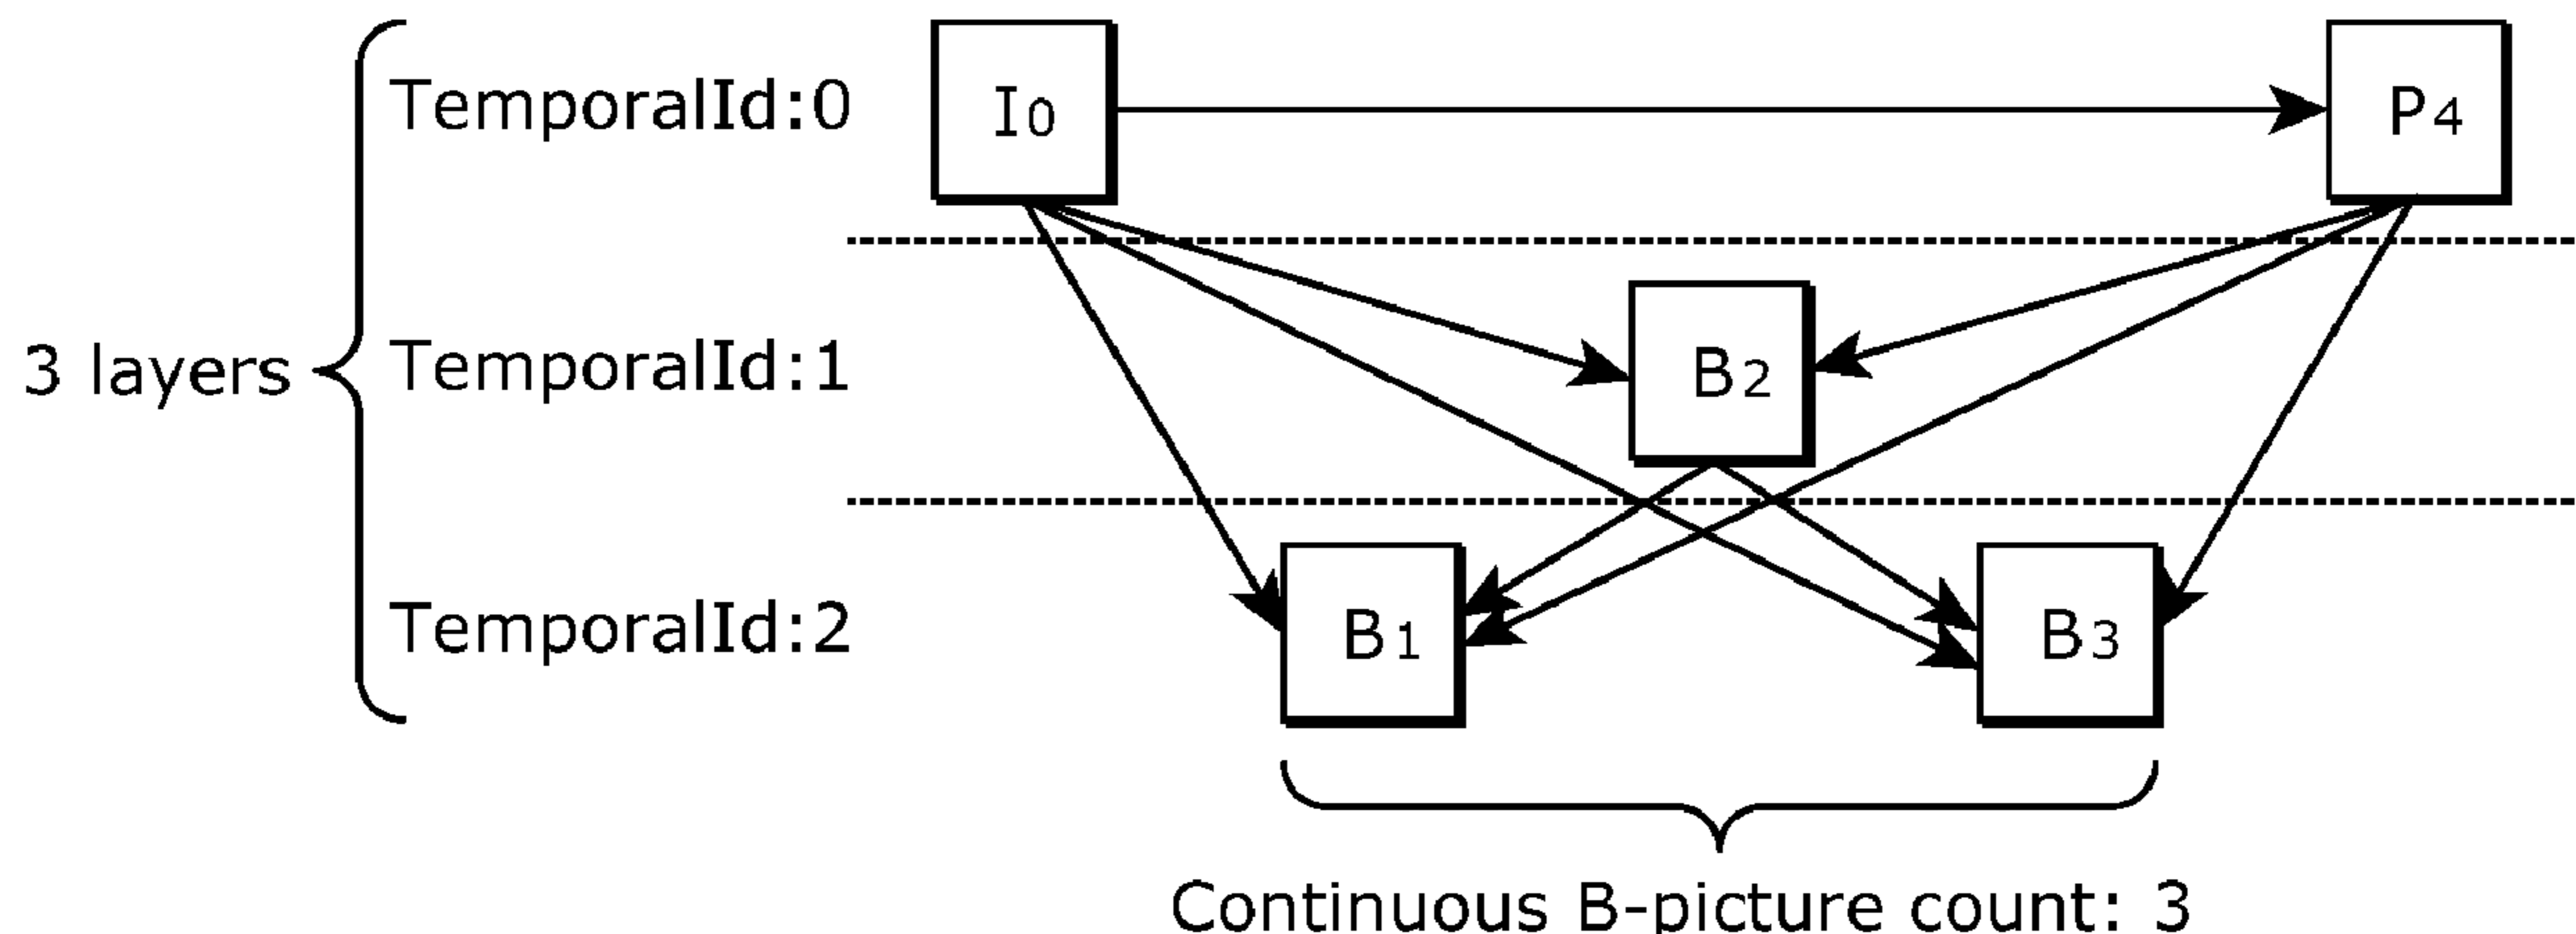 TemporalId:0
I0
P4
3 layers
TemporalId:1
B2
TemporalId:2
B1
B3
Continuous B-picture count: 3